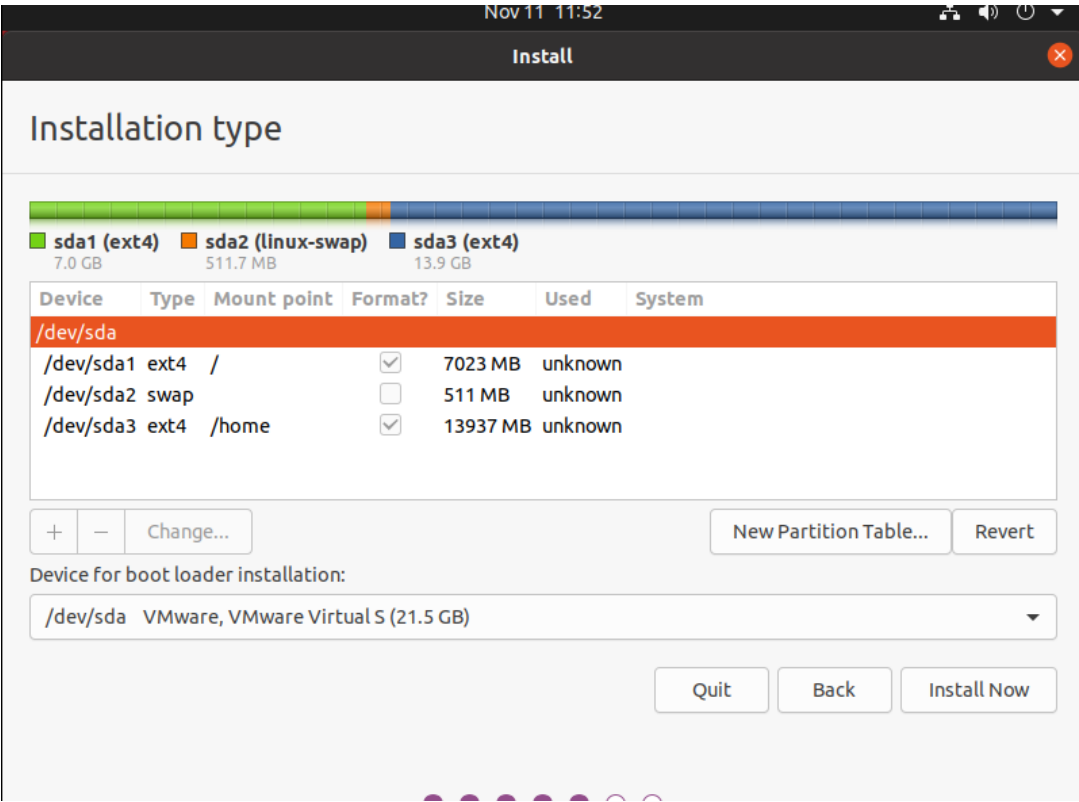 Nov 11 11:52
Install
Installation type
sda1 (ext4) sda2 (linux-swap) sda3 (ext4)
7.0 GB 511.7 MB 13.9 GB
Device Type Mount point Format? Size Used System
/dev/sda
/dev/sda1 ext4 / 7023 MB unknown
/dev/sda2 swap 511 MB unknown
/dev/sda3 ext4 /home 13937 MB unknown
+ − Change... New Partition Table... Revert
Device for boot loader installation:
/dev/sda VMware, VMware Virtual S (21.5 GB)
Quit Back Install Now